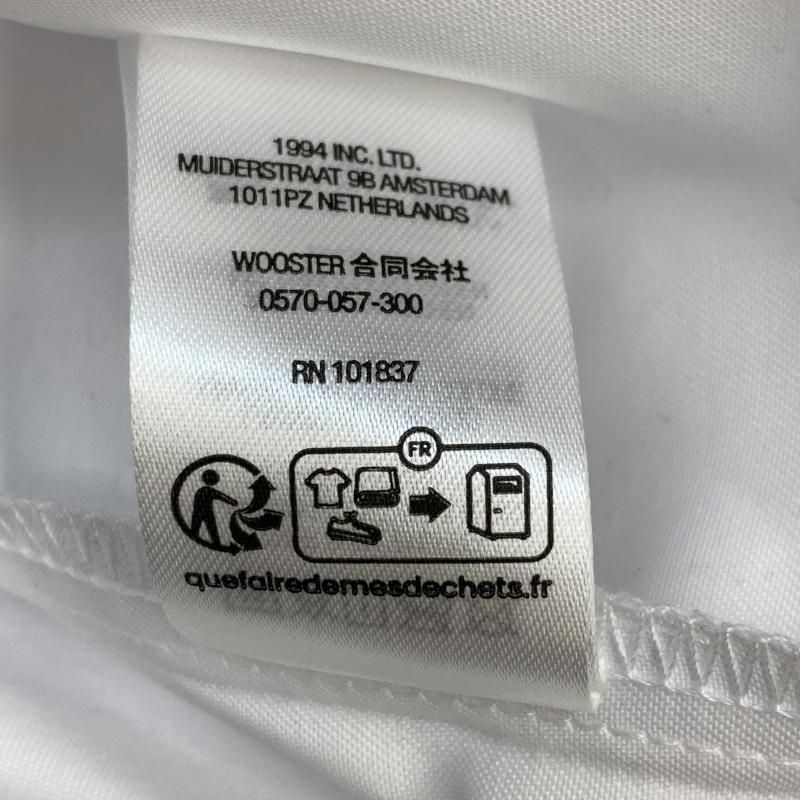 1994 INC. LTD.
MUIDERSTRAAT 9B AMSTERDAM
1011PZ NETHERLANDS
WOOSTER 合同会社
0570-057-300
RN 101837
FR
quefairedemesdechets.fr